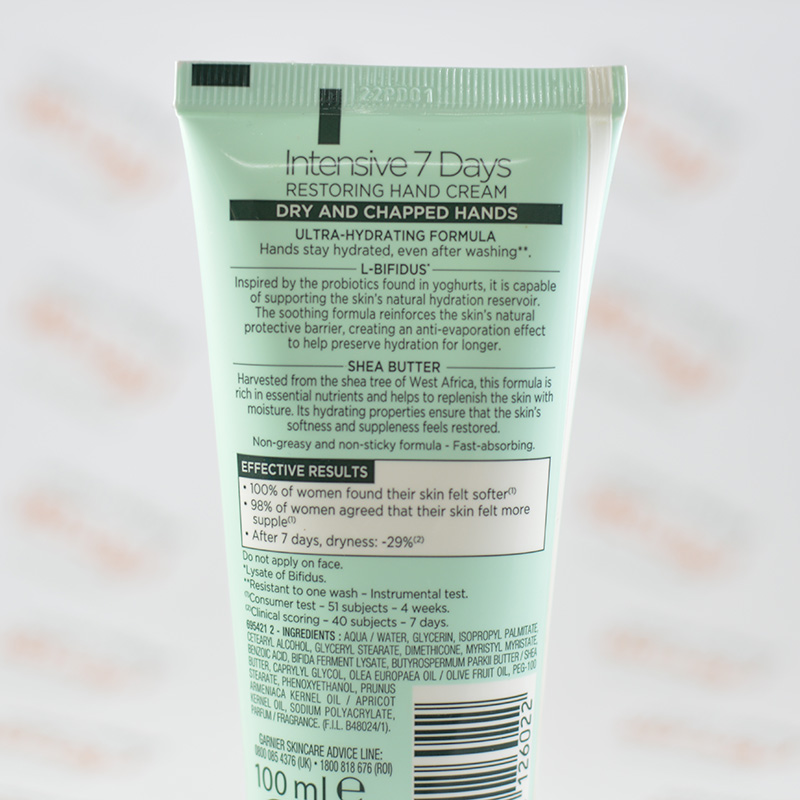 22PD01
Intensive 7 Days
RESTORING HAND CREAM
DRY AND CHAPPED HANDS
ULTRA-HYDRATING FORMULA
Hands stay hydrated, even after washing**.
L-BIFIDUS*
Inspired by the probiotics found in yoghurts, it is capable
of supporting the skin's natural hydration reservoir.
The soothing formula reinforces the skin's natural
protective barrier, creating an anti-evaporation effect
to help preserve hydration for longer.
SHEA BUTTER
Harvested from the shea tree of West Africa, this formula is
rich in essential nutrients and helps to replenish the skin with
moisture. Its hydrating properties ensure that the skin's
softness and suppleness feels restored.
Non-greasy and non-sticky formula - Fast-absorbing.
EFFECTIVE RESULTS
• 100% of women found their skin felt softer(1)
• 98% of women agreed that their skin felt more
supple(1)
• After 7 days, dryness: -29%(2)
Do not apply on face.
*Lysate of Bifidus.
**Resistant to one wash – Instrumental test.
(1)Consumer test – 51 subjects – 4 weeks.
(2)Clinical scoring – 40 subjects – 7 days.
695421 2 - INGREDIENTS : AQUA / WATER, GLYCERIN, ISOPROPYL PALMITATE,
CETEARYL ALCOHOL, GLYCERYL STEARATE, DIMETHICONE, MYRISTYL MYRISTATE,
BENZOIC ACID, BIFIDA FERMENT LYSATE, BUTYROSPERMUM PARKII BUTTER / SHEA
BUTTER, CAPRYLYL GLYCOL, OLEA EUROPAEA OIL / OLIVE FRUIT OIL, PEG-100
STEARATE, PHENOXYETHANOL, PRUNUS
ARMENIACA KERNEL OIL / APRICOT
KERNEL OIL, SODIUM POLYACRYLATE,
PARFUM / FRAGRANCE. (F.I.L. B48024/1).
GARNIER SKINCARE ADVICE LINE:
0800 085 4376 (UK) • 1800 818 676 (ROI)
100 ml ℮
126022